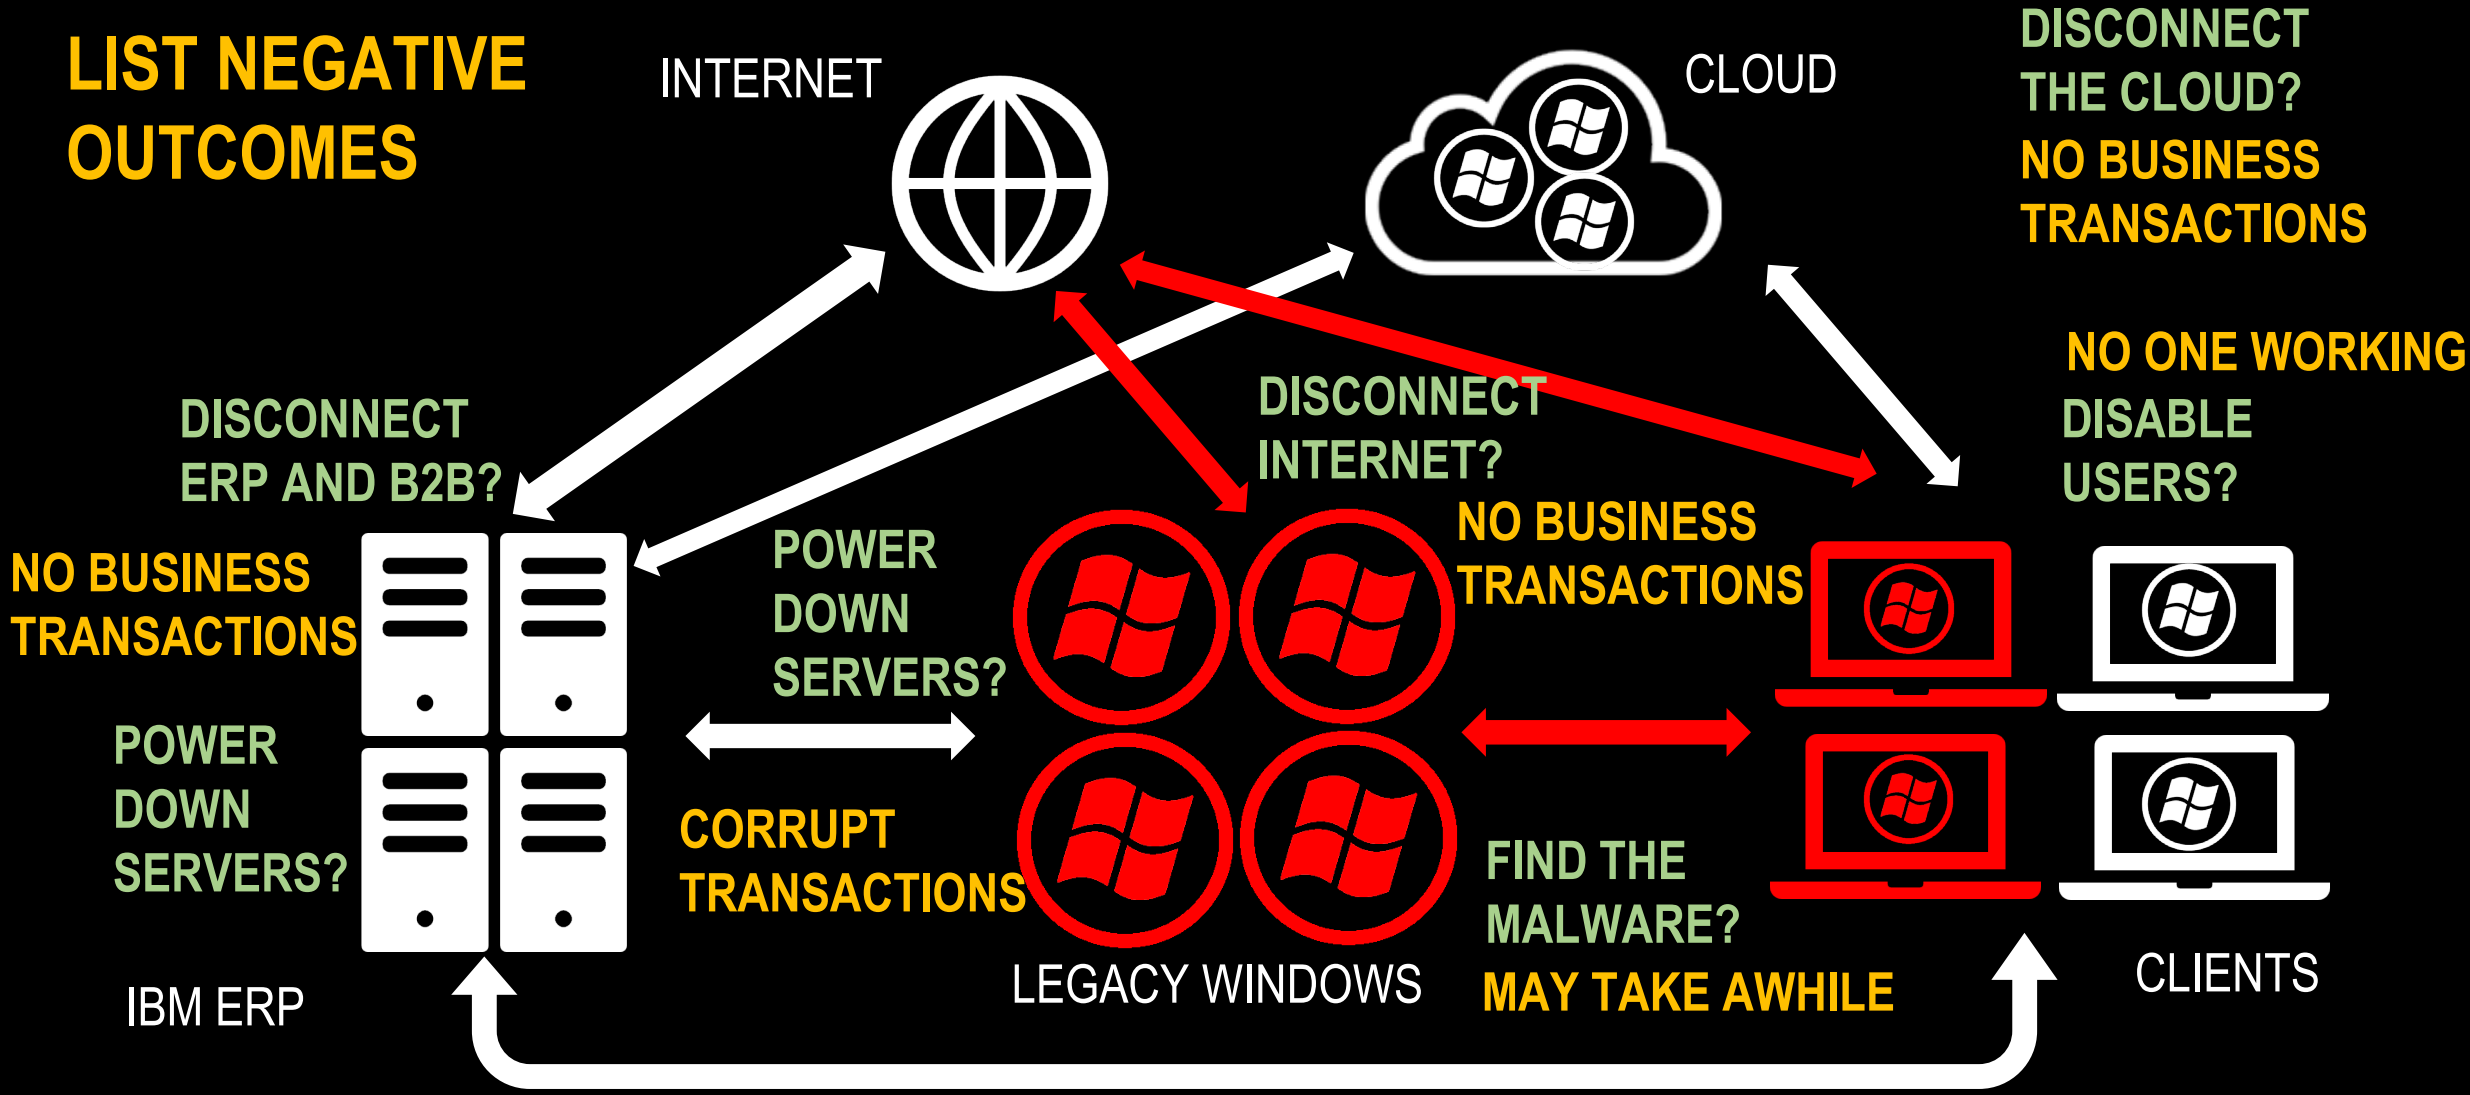 LIST NEGATIVE
OUTCOMES
INTERNET
CLOUD
DISCONNECT
THE CLOUD?
NO BUSINESS
TRANSACTIONS
NO ONE WORKING
DISABLE
USERS?
DISCONNECT
ERP AND B2B?
DISCONNECT
INTERNET?
NO BUSINESS
TRANSACTIONS
POWER
DOWN
SERVERS?
NO BUSINESS
TRANSACTIONS
POWER
DOWN
SERVERS?
CORRUPT
TRANSACTIONS
FIND THE
MALWARE?
MAY TAKE AWHILE
IBM ERP
LEGACY WINDOWS
CLIENTS